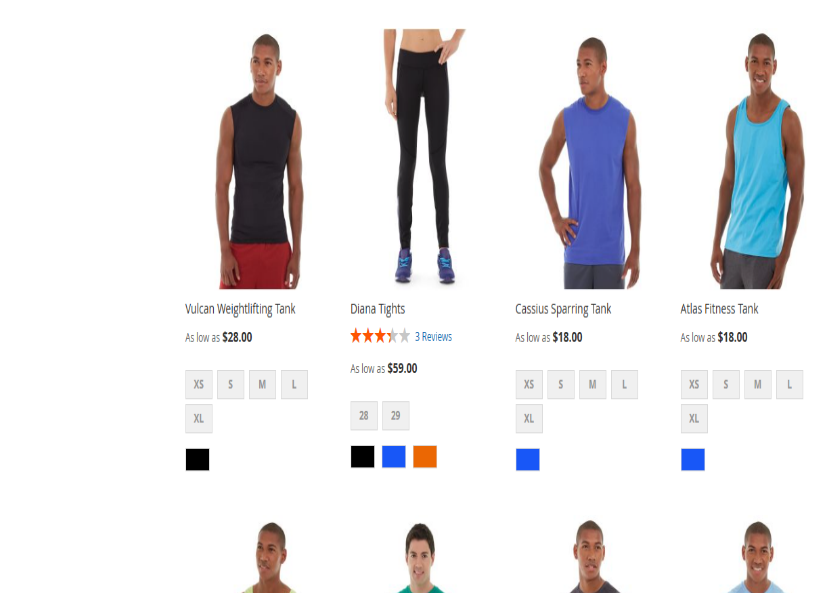 Vulcan Weightlifting Tank
As low as $28.00
XS S M L
XL
Diana Tights
3 Reviews
As low as $59.00
28 29
Cassius Sparring Tank
As low as $18.00
XS S M L
XL
Atlas Fitness Tank
As low as $18.00
XS S M L
XL